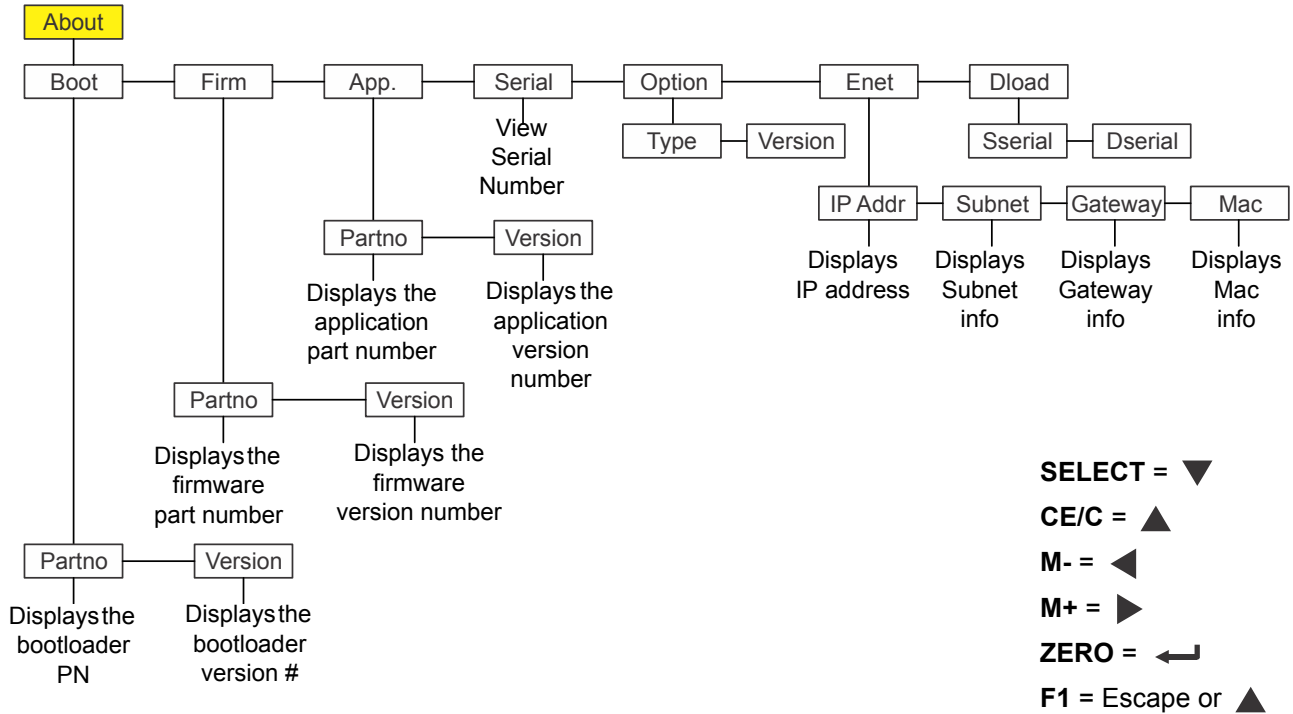 About
Boot Firm App. Serial Option Enet Dload
View
Serial
Number
Type Version
Sserial Dserial
IP Addr Subnet Gateway Mac
Displays
IP address
Displays
Subnet
info
Displays
Gateway
info
Displays
Mac
info
Partno Version
Displays the
application
part number
Displays the
application
version
number
Partno Version
Displays the
firmware
part number
Displays the
firmware
version number
Partno Version
Displays the
bootloader
PN
Displays the
bootloader
version #
SELECT = ▼
CE/C = ▲
M- = ◀
M+ = ▶
ZERO = ↵
F1 = Escape or ▲